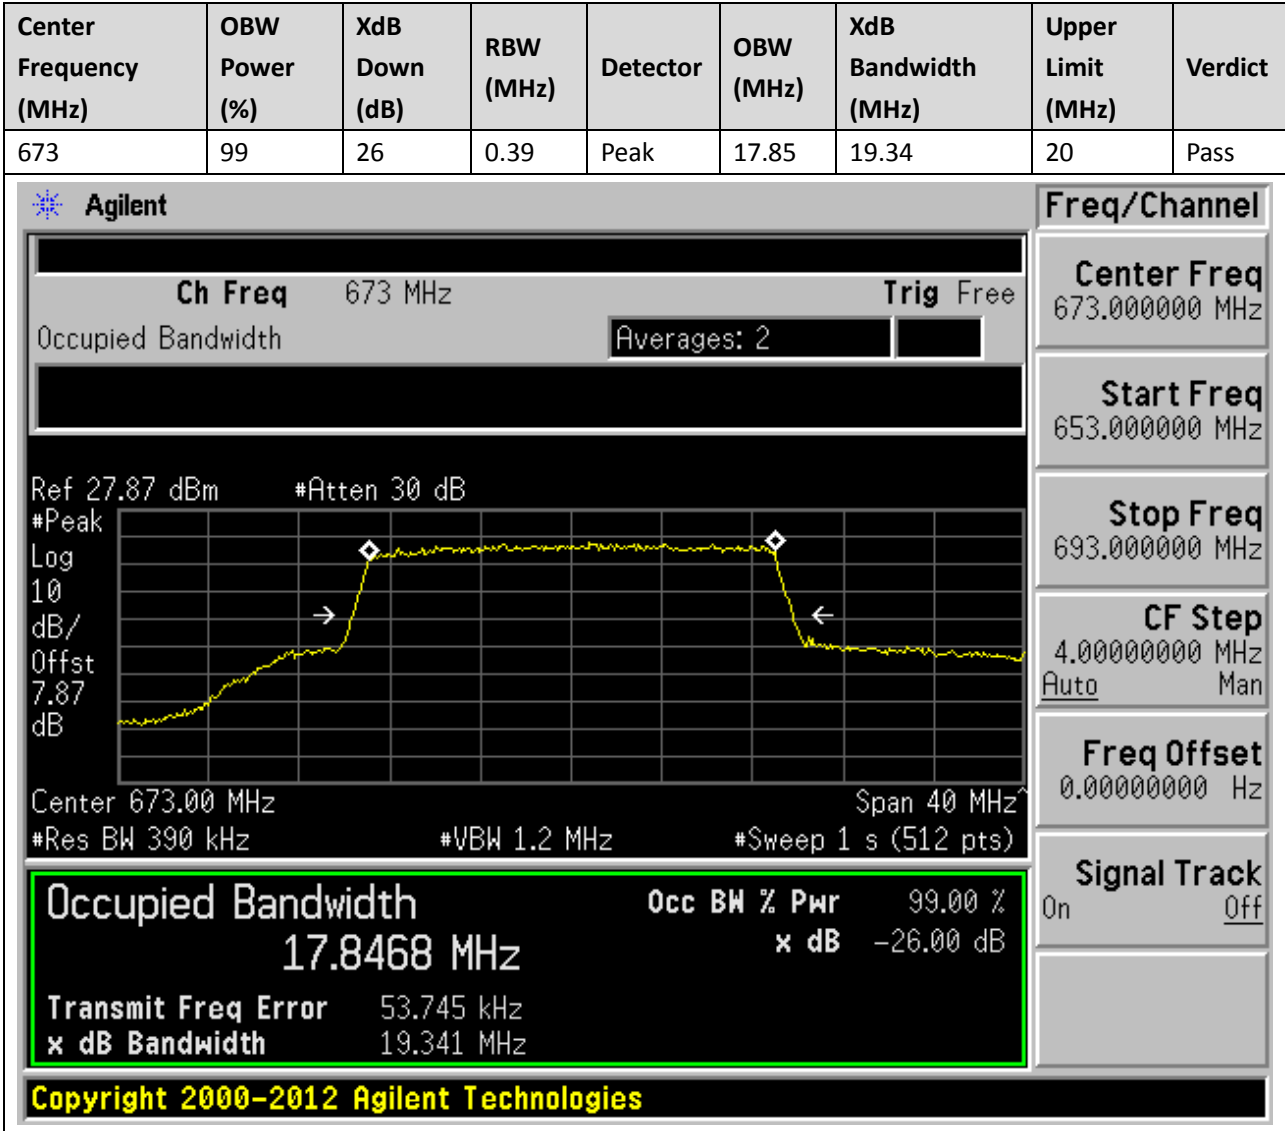 Center Frequency (MHz) OBW Power (%) XdB Down (dB) RBW (MHz) Detector OBW (MHz) XdB Bandwidth (MHz) Upper Limit (MHz) Verdict
673 99 26 0.39 Peak 17.85 19.34 20 Pass
Agilent
Freq/Channel
Ch Freq 673 MHz Trig Free
Occupied Bandwidth Averages: 2
Center Freq
673.000000 MHz
Start Freq
653.000000 MHz
Stop Freq
693.000000 MHz
CF Step
4.00000000 MHz
Auto Man
Freq Offset
0.00000000 Hz
Signal Track
On Off
Ref 27.87 dBm #Atten 30 dB
#Peak
Log
10
dB/
Offst
7.87
dB
Center 673.00 MHz Span 40 MHz^
#Res BW 390 kHz #VBW 1.2 MHz #Sweep 1 s (512 pts)
Occupied Bandwidth
17.8468 MHz
Occ BW % Pwr 99.00 %
x dB -26.00 dB
Transmit Freq Error 53.745 kHz
x dB Bandwidth 19.341 MHz
Copyright 2000-2012 Agilent Technologies